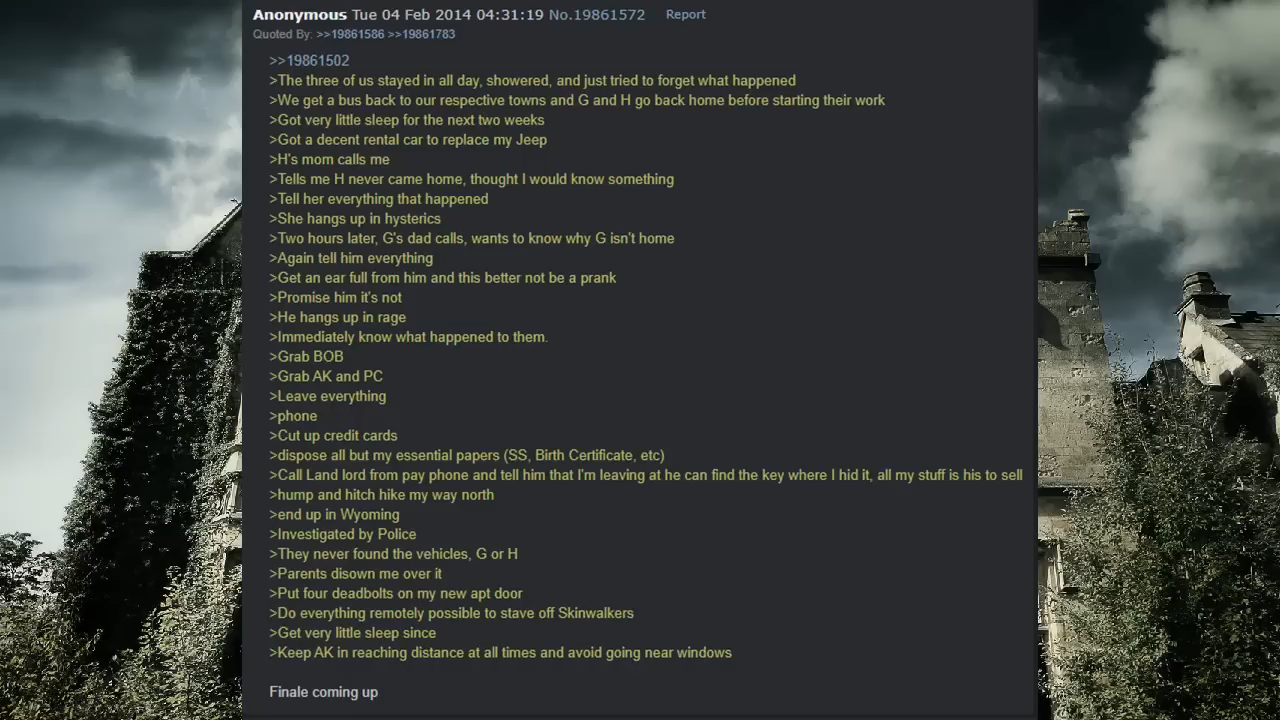 Anonymous Tue 04 Feb 2014 04:31:19 No.19861572 Report
Quoted By: >>19861586 >>19861783
>>19861502
>The three of us stayed in all day, showered, and just tried to forget what happened
>We get a bus back to our respective towns and G and H go back home before starting their work
>Got very little sleep for the next two weeks
>Got a decent rental car to replace my Jeep
>H's mom calls me
>Tells me H never came home, thought I would know something
>Tell her everything that happened
>She hangs up in hysterics
>Two hours later, G's dad calls, wants to know why G isn't home
>Again tell him everything
>Get an ear full from him and this better not be a prank
>Promise him it's not
>He hangs up in rage
>Immediately know what happened to them.
>Grab BOB
>Grab AK and PC
>Leave everything
>phone
>Cut up credit cards
>dispose all but my essential papers (SS, Birth Certificate, etc)
>Call Land lord from pay phone and tell him that I'm leaving at he can find the key where I hid it, all my stuff is his to sell
>hump and hitch hike my way north
>end up in Wyoming
>Investigated by Police
>They never found the vehicles, G or H
>Parents disown me over it
>Put four deadbolts on my new apt door
>Do everything remotely possible to stave off Skinwalkers
>Get very little sleep since
>Keep AK in reaching distance at all times and avoid going near windows
Finale coming up